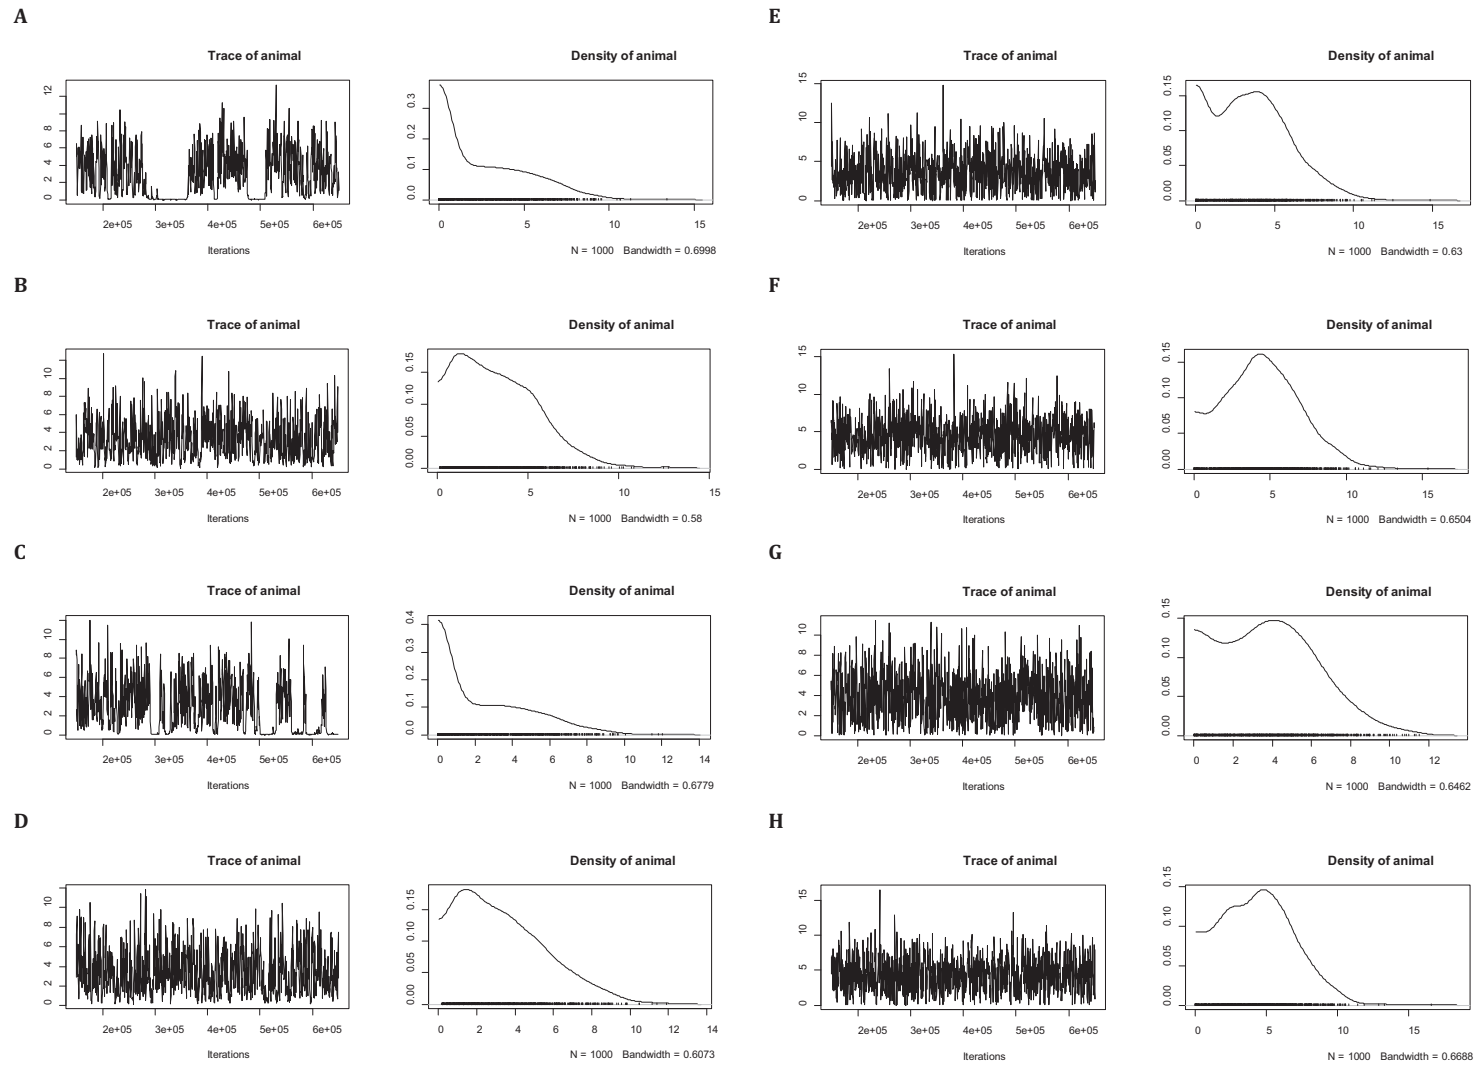 A
Trace of animal
0 2 4 6 8 12
2e+05 3e+05 4e+05 5e+05 6e+05
Iterations
Density of animal
0.0 0.1 0.2 0.3
0 5 10 15
N = 1000 Bandwidth = 0.6998
B
Trace of animal
0 2 4 6 8 10
2e+05 3e+05 4e+05 5e+05 6e+05
Iterations
Density of animal
0.00 0.05 0.10 0.15
0 5 10 15
N = 1000 Bandwidth = 0.58
C
Trace of animal
0 2 4 6 8 10
2e+05 3e+05 4e+05 5e+05 6e+05
Iterations
Density of animal
0.0 0.1 0.2 0.3 0.4
0 2 4 6 8 10 12 14
N = 1000 Bandwidth = 0.6779
D
Trace of animal
0 2 4 6 8 10
2e+05 3e+05 4e+05 5e+05 6e+05
Iterations
Density of animal
0.00 0.05 0.10 0.15
0 2 4 6 8 10 12 14
N = 1000 Bandwidth = 0.6073
E
Trace of animal
0 5 10 15
2e+05 3e+05 4e+05 5e+05 6e+05
Iterations
Density of animal
0.00 0.05 0.10 0.15
0 5 10 15
N = 1000 Bandwidth = 0.63
F
Trace of animal
0 5 10 15
2e+05 3e+05 4e+05 5e+05 6e+05
Iterations
Density of animal
0.00 0.05 0.10 0.15
0 5 10 15
N = 1000 Bandwidth = 0.6504
G
Trace of animal
0 2 4 6 8 10
2e+05 3e+05 4e+05 5e+05 6e+05
Iterations
Density of animal
0.00 0.05 0.10 0.15
0 2 4 6 8 10 12
N = 1000 Bandwidth = 0.6462
H
Trace of animal
0 5 10 15
2e+05 3e+05 4e+05 5e+05 6e+05
Iterations
Density of animal
0.00 0.05 0.10 0.15
0 5 10 15
N = 1000 Bandwidth = 0.6688